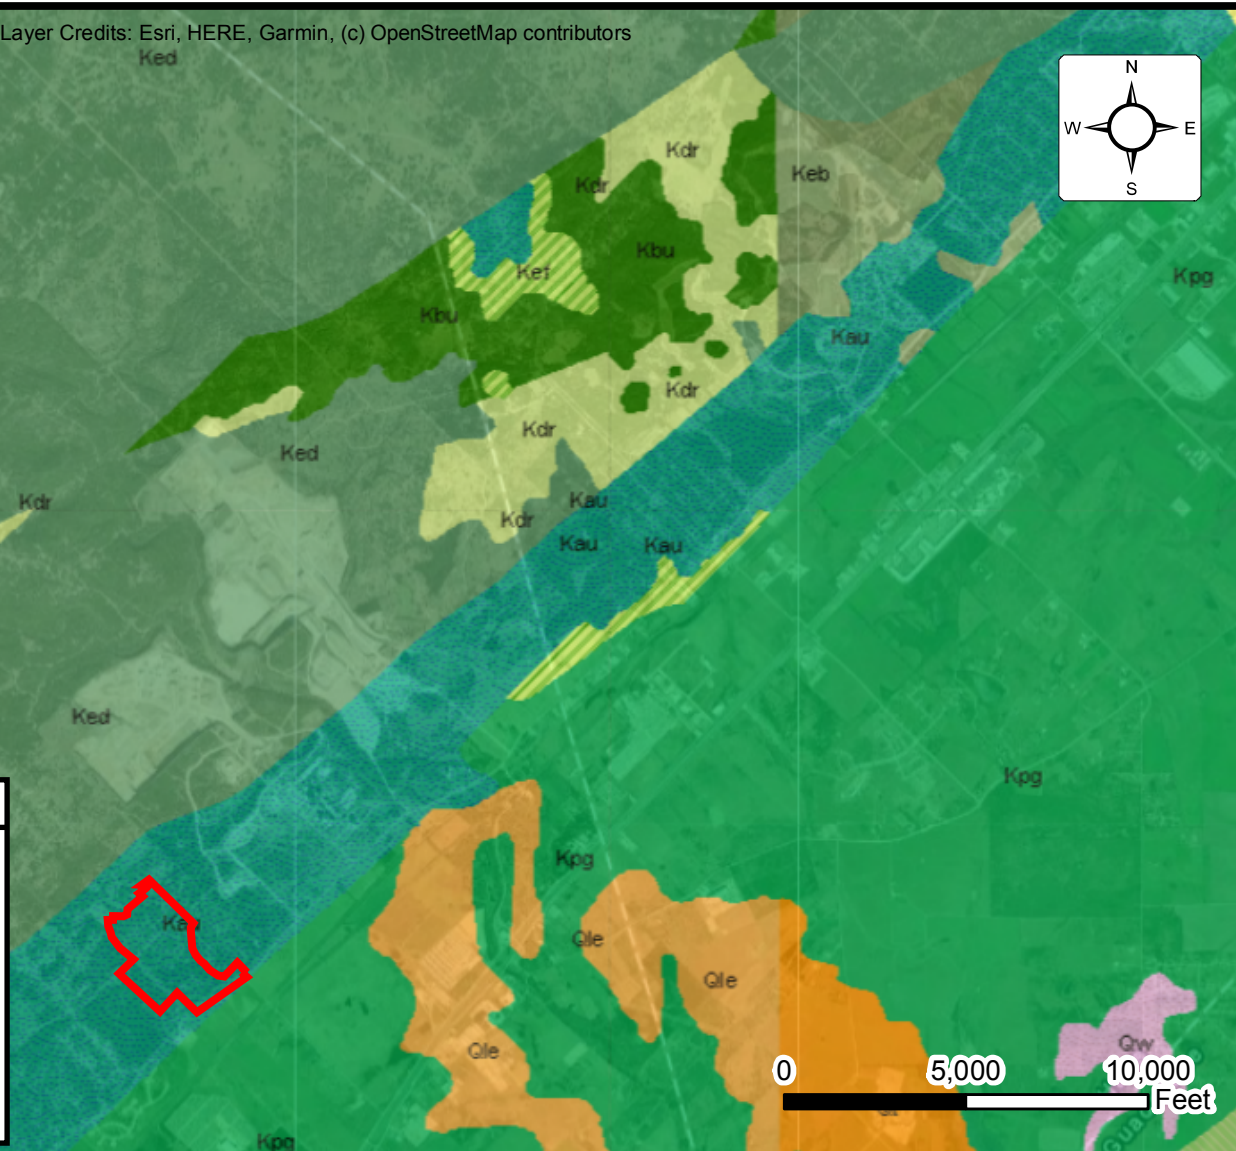 Layer Credits: Esri, HERE, Garmin, (c) OpenStreetMap contributors
Ked
N
W E
S
Kdr
Keb
Kdr
Kbu
Kef
Kpg
Kbu
Kau
Kdr
Kdr
Ked
Kdr
Kau
Kdr
Kau
Kau
Ked
Kpg
Kpg
Kau
Qle
Qle
Qw
Qle
0 5,000 10,000
Feet
Kpg